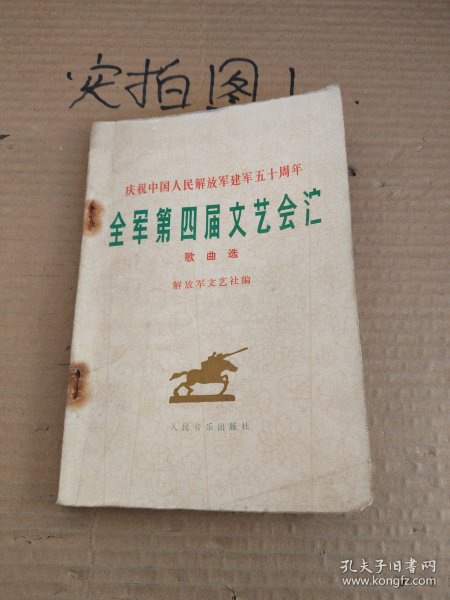 实拍图!
庆祝中国人民解放军建军五十周年
全军第四届文艺会汇
歌曲选
解放军文艺社编
人民音乐出版社
孔夫子旧书网
www.kongfz.com